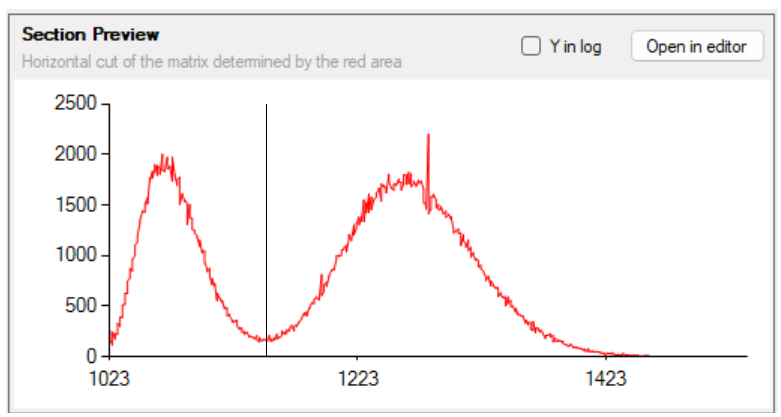 Section Preview
Y in log
Open in editor
Horizontal cut of the matrix determined by the red area
2500
2000
1500
1000
500
0
1023
1223
1423